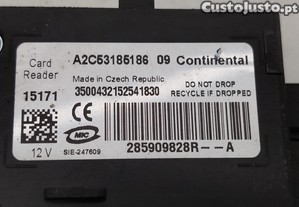 CustoJusto.pt
Card
Reader
A2C53185186 09 Continental
Made in Czech Republic
15171
3500432152541830
DO NOT DROP
RECYCLE IF DROPPED
CE
MIC
12 V
SIE-247609
285909828R--A